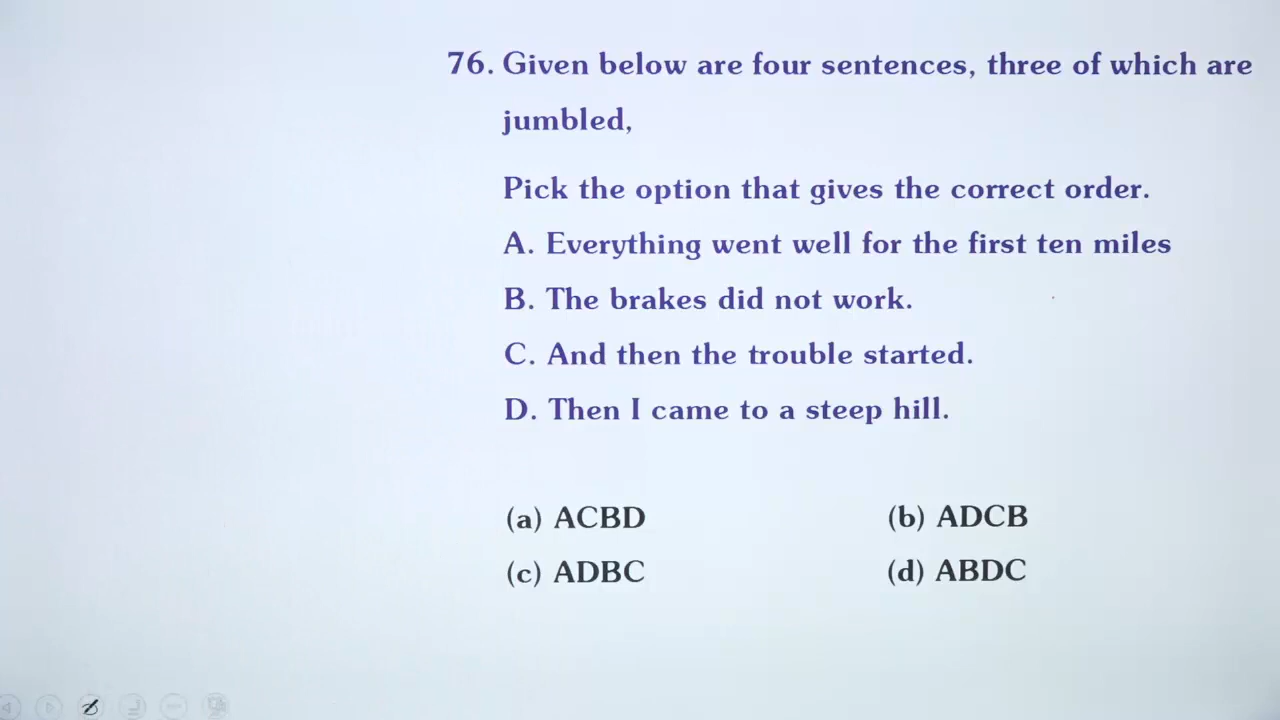 76. Given below are four sentences, three of which are
jumbled,
Pick the option that gives the correct order.
A. Everything went well for the first ten miles
B. The brakes did not work.
C. And then the trouble started.
D. Then I came to a steep hill.
(a) ACBD (b) ADCB
(c) ADBC (d) ABDC